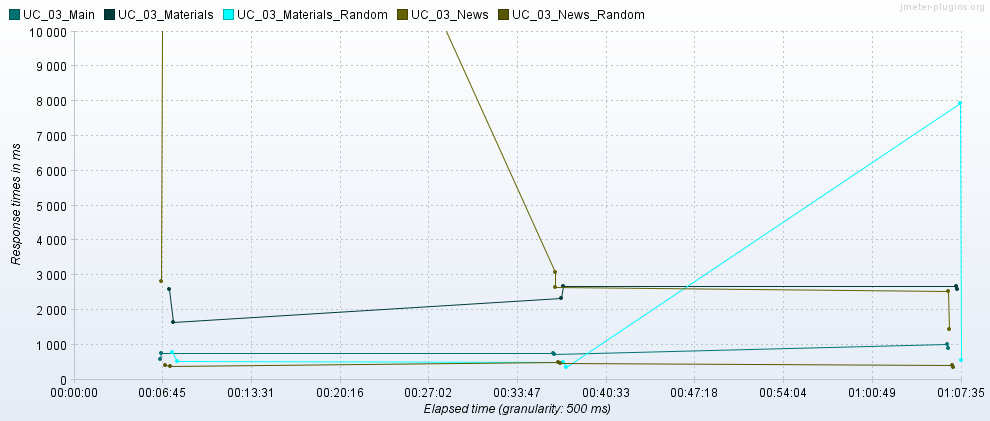 jmeter-plugins.org
UC_03_Main UC_03_Materials UC_03_Materials_Random UC_03_News UC_03_News_Random
10 000
9 000
8 000
7 000
6 000
5 000
4 000
3 000
2 000
1 000
0
Response times in ms
00:00:00 00:06:45 00:13:31 00:20:16 00:27:02 00:33:47 00:40:33 00:47:18 00:54:04 01:00:49 01:07:35
Elapsed time (granularity: 500 ms)